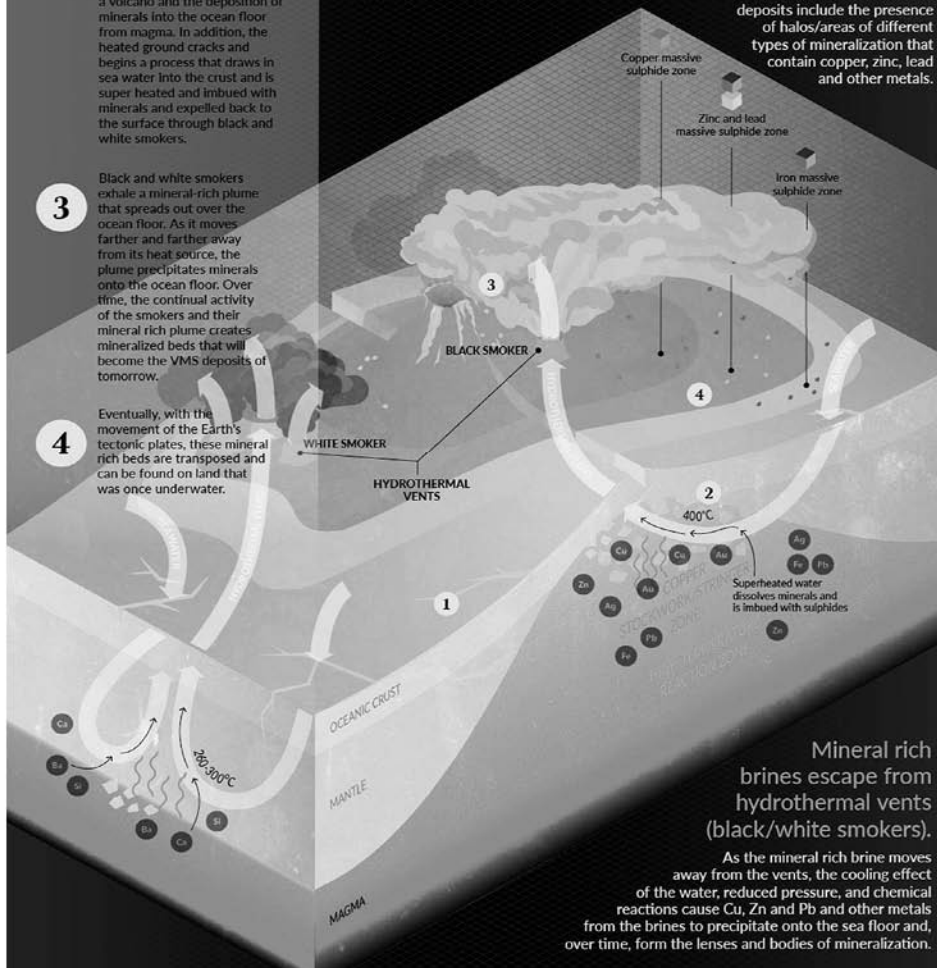 a volcano and the deposition of
minerals into the ocean floor
from magma. In addition, the
heated ground cracks and
begins a process that draws in
sea water into the crust and is
super heated and imbued with
minerals and expelled back to
the surface through black and
white smokers.
3
Black and white smokers
exhale a mineral-rich plume
that spreads out over the
ocean floor. As it moves
farther and farther away
from its heat source, the
plume precipitates minerals
onto the ocean floor. Over
time, the continual activity
of the smokers and their
mineral rich plume creates
mineralized beds that will
become the VMS deposits of
tomorrow.
4
Eventually, with the
movement of the Earth's
tectonic plates, these mineral
rich beds are transposed and
can be found on land that
was once underwater.
deposits include the presence
of halos/areas of different
types of mineralization that
contain copper, zinc, lead
and other metals.
Copper massive
sulphide zone
Zinc and lead
massive sulphide zone
Iron massive
sulphide zone
3
BLACK SMOKER
4
WHITE SMOKER
HYDROTHERMAL
VENTS
2
400°C
Cu
Cu
Au
Ag
Fe
Pb
Zn
Au
Ag
Superheated water
dissolves minerals and
is imbued with sulphides
COPPER
STOCKWORK/STRINGER
ZONE
Pb
Fe
Zn
REACTION ZONE
1
OCEANIC CRUST
MANTLE
MAGMA
Ca
Ba
Si
260-300°C
Si
Ba
Ca
Mineral rich
brines escape from
hydrothermal vents
(black/white smokers).
As the mineral rich brine moves
away from the vents, the cooling effect
of the water, reduced pressure, and chemical
reactions cause Cu, Zn and Pb and other metals
from the brines to precipitate onto the sea floor and,
over time, form the lenses and bodies of mineralization.